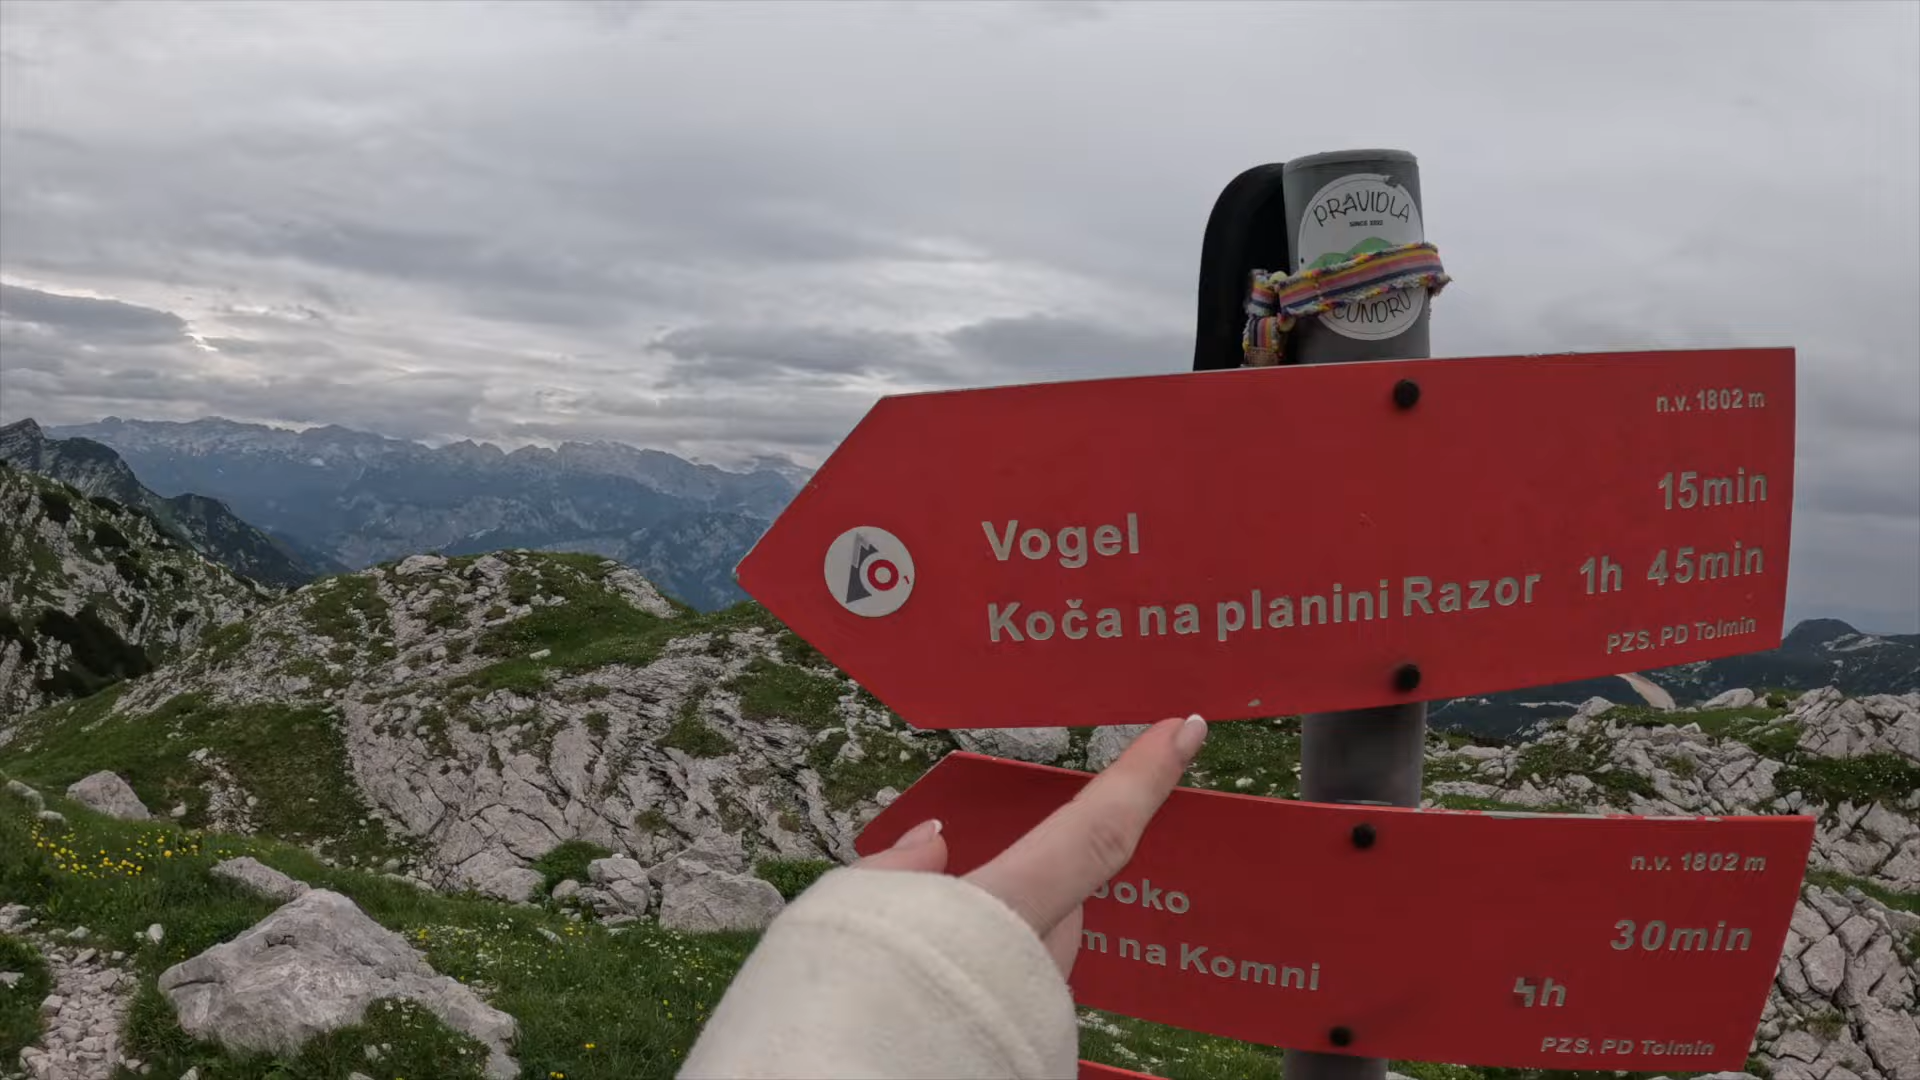 PRAVIDLA
SINCE
CUNDRU
n.v. 1802 m
15min
Vogel
Koča na planini Razor 1h 45min
PZS, PD Tolmin
n.v. 1802 m
30min
na Komni
h
PZS, PD Tolmin